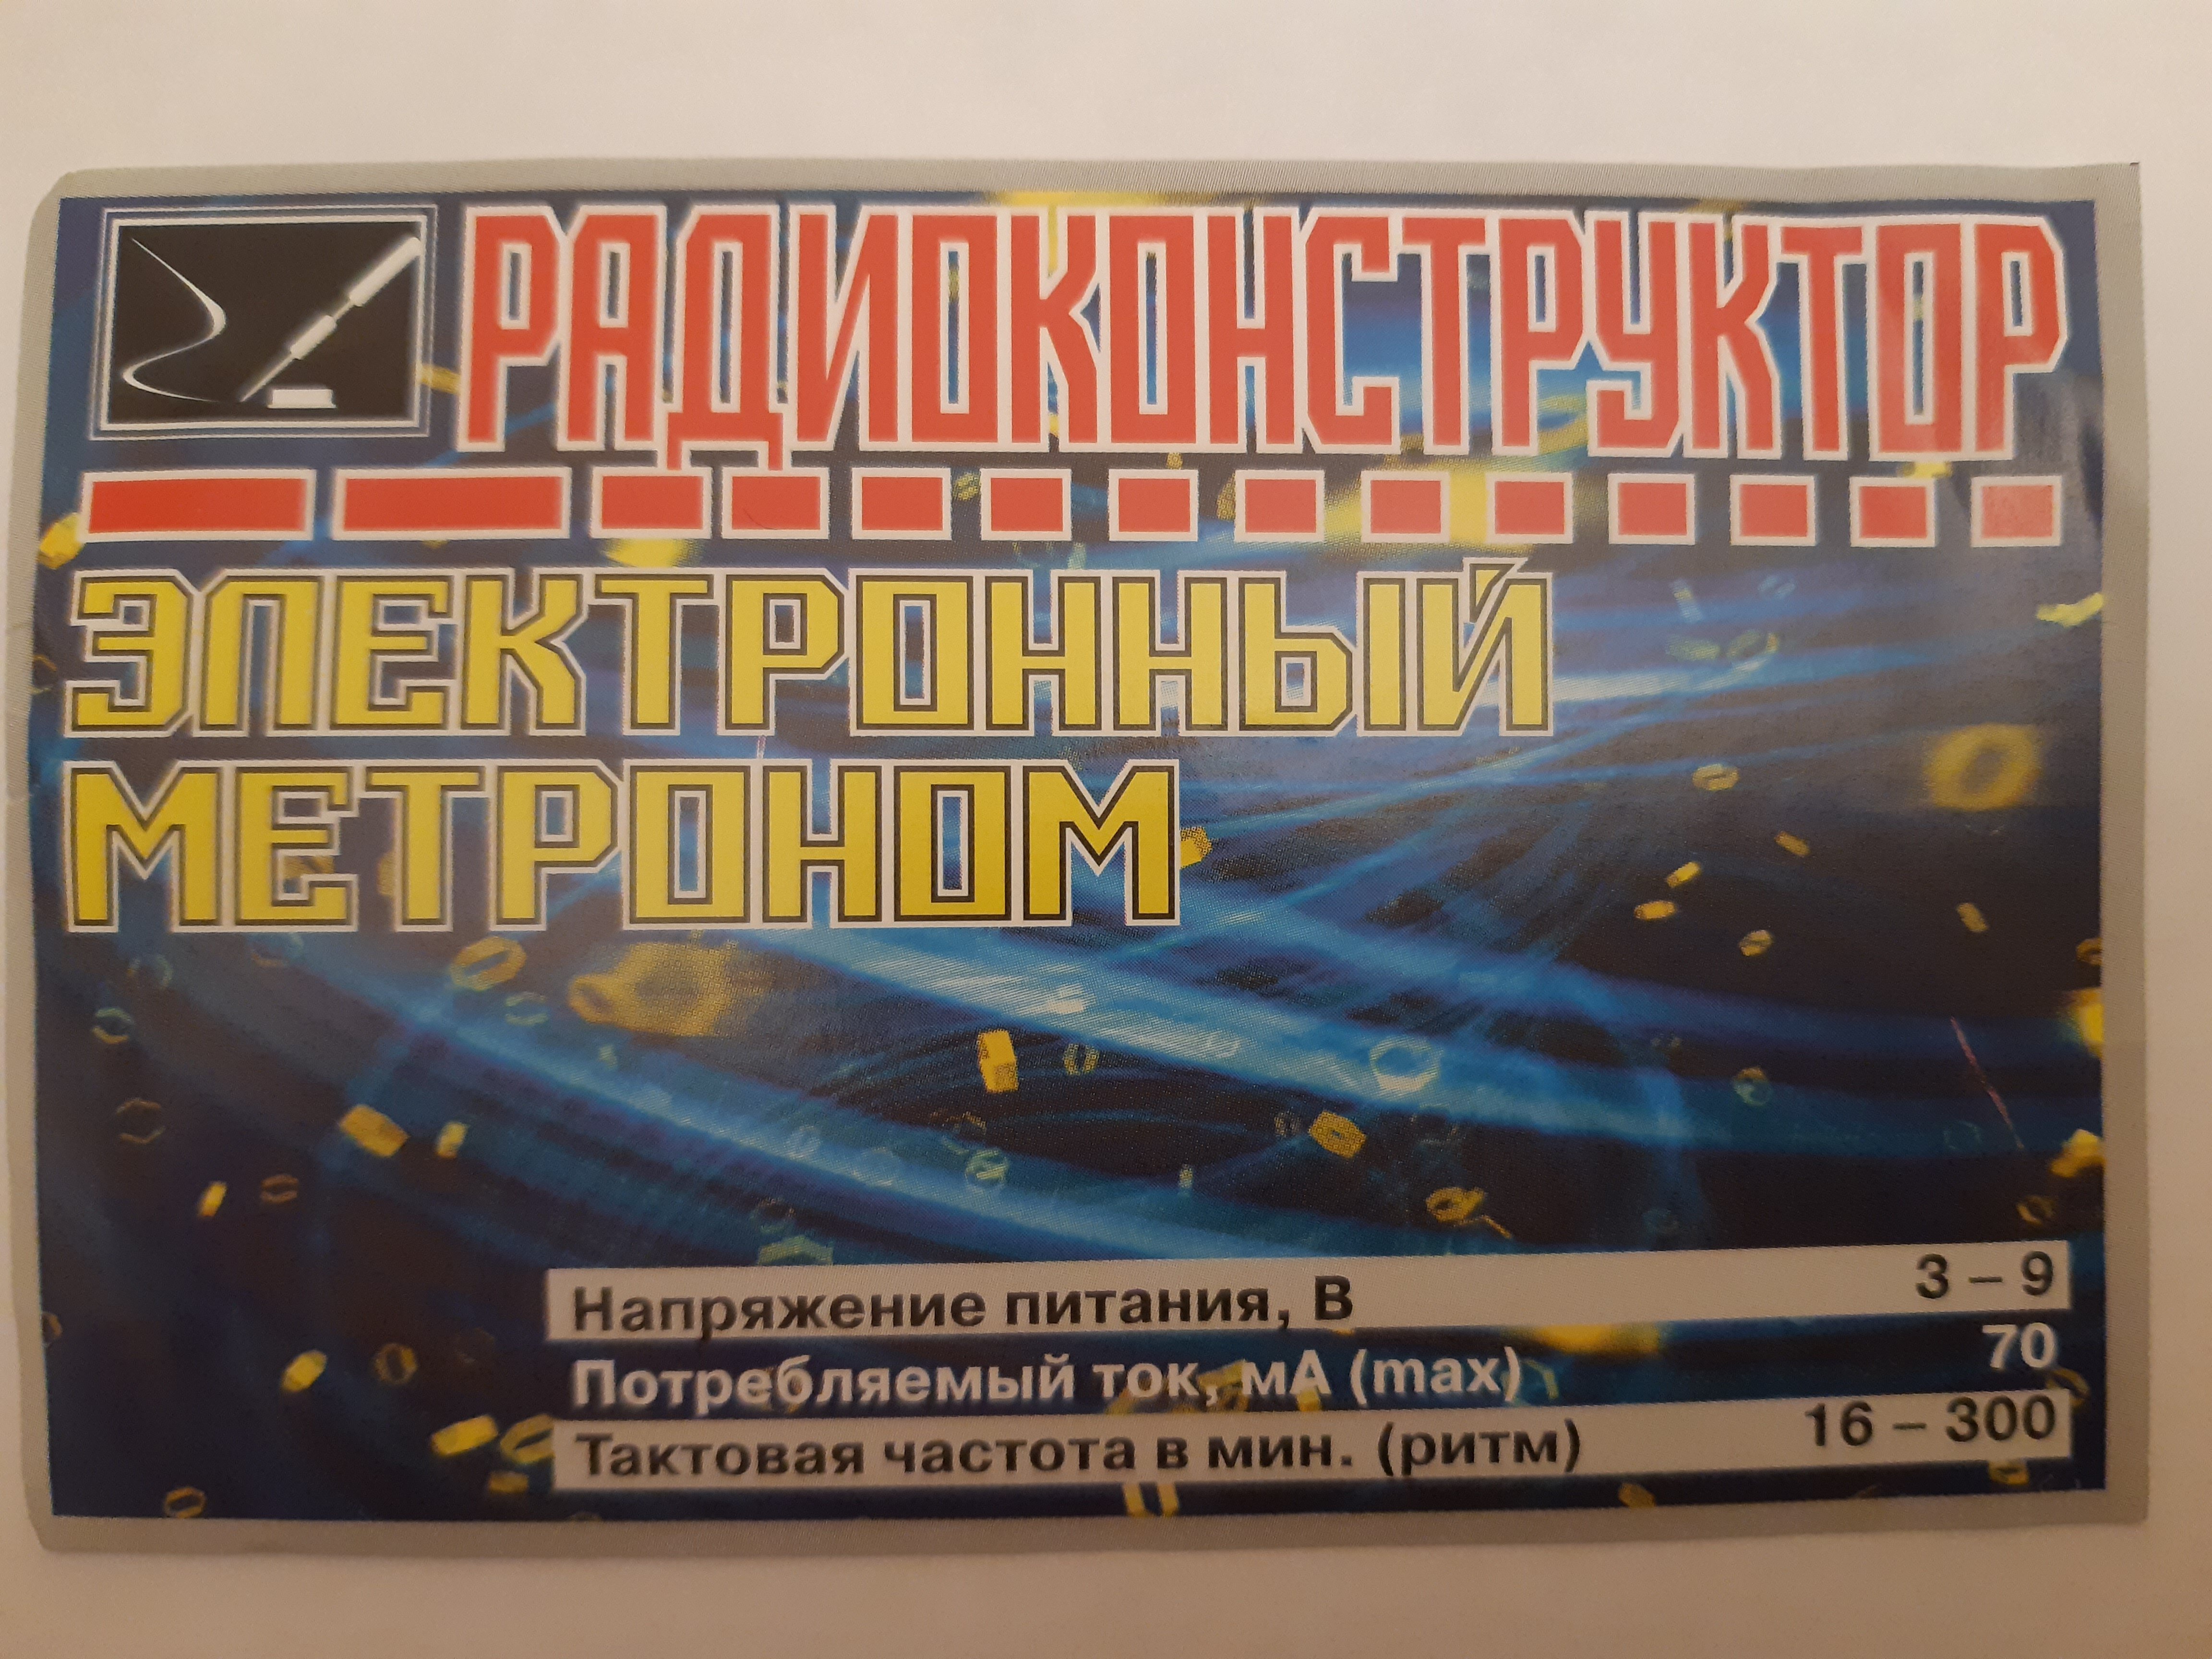 РАДИОКОНСТРУКТОР
ЭЛЕКТРОННЫЙ
МЕТРОНОМ
Напряжение питания, В 3 – 9
Потребляемый ток, мА (max) 70
Тактовая частота в мин. (ритм) 16 – 300